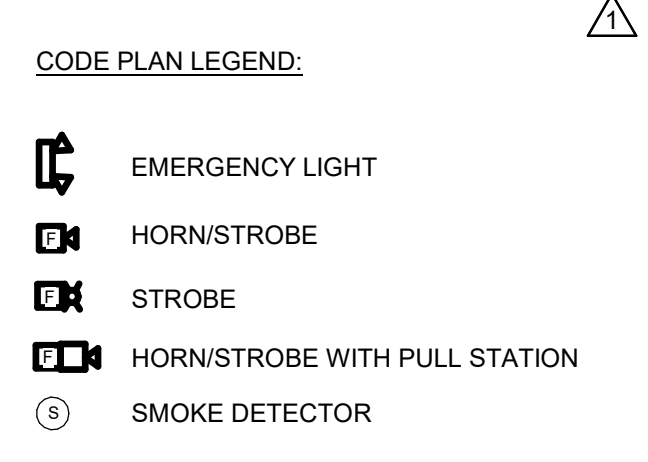 1
CODE PLAN LEGEND:
EMERGENCY LIGHT
F HORN/STROBE
F STROBE
F HORN/STROBE WITH PULL STATION
S SMOKE DETECTOR